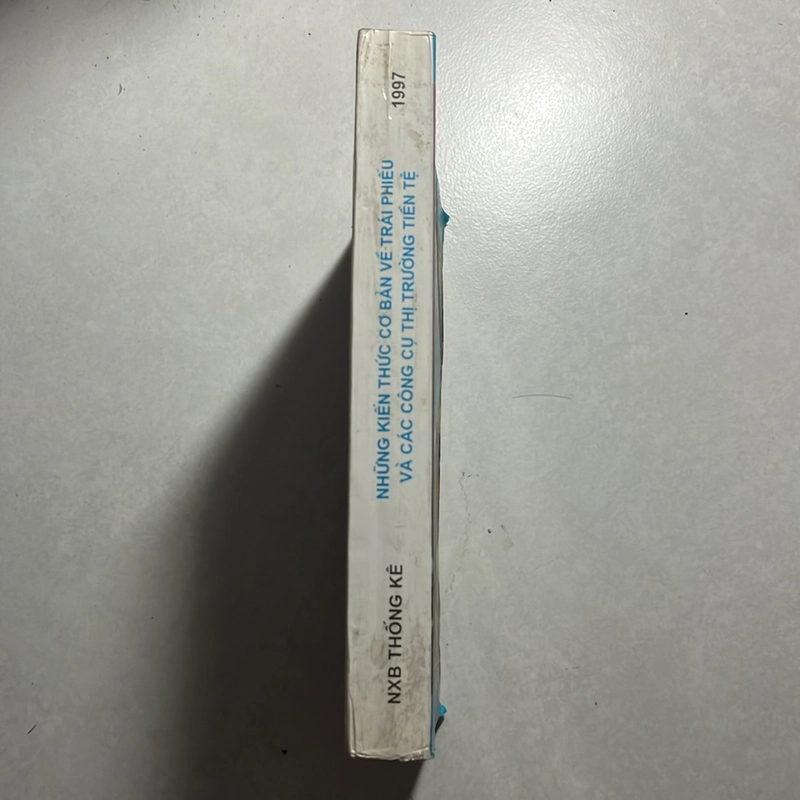 NXB THỐNG KÊ
NHỮNG KIẾN THỨC CƠ BẢN VỀ TRÁI PHIẾU
VÀ CÁC CÔNG CỤ THỊ TRƯỜNG TIỀN TỆ
1997